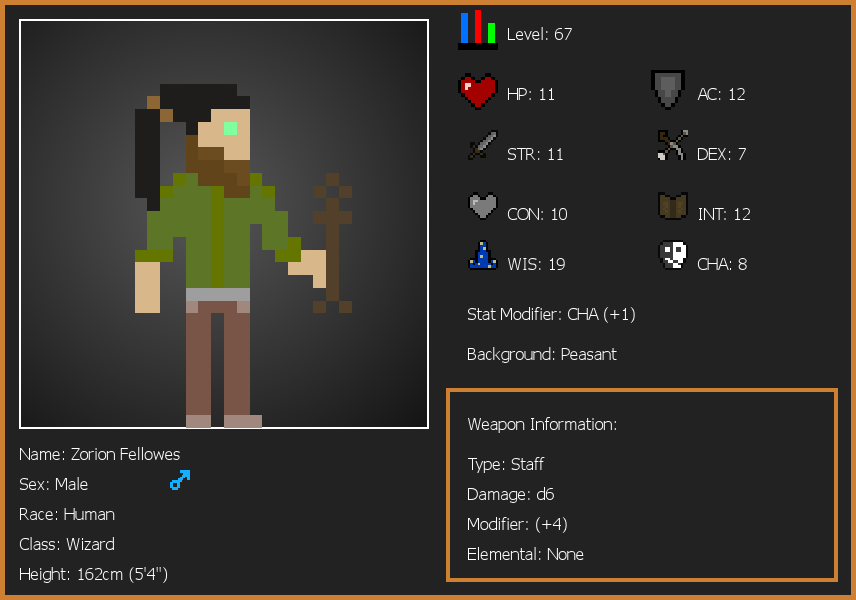 Level: 67
HP: 11
AC: 12
STR: 11
DEX: 7
CON: 10
INT: 12
WIS: 19
CHA: 8
Stat Modifier: CHA (+1)
Background: Peasant
Weapon Information:
Type: Staff
Damage: d6
Modifier: (+4)
Elemental: None
Name: Zorion Fellowes
Sex: Male
Race: Human
Class: Wizard
Height: 162cm (5'4")